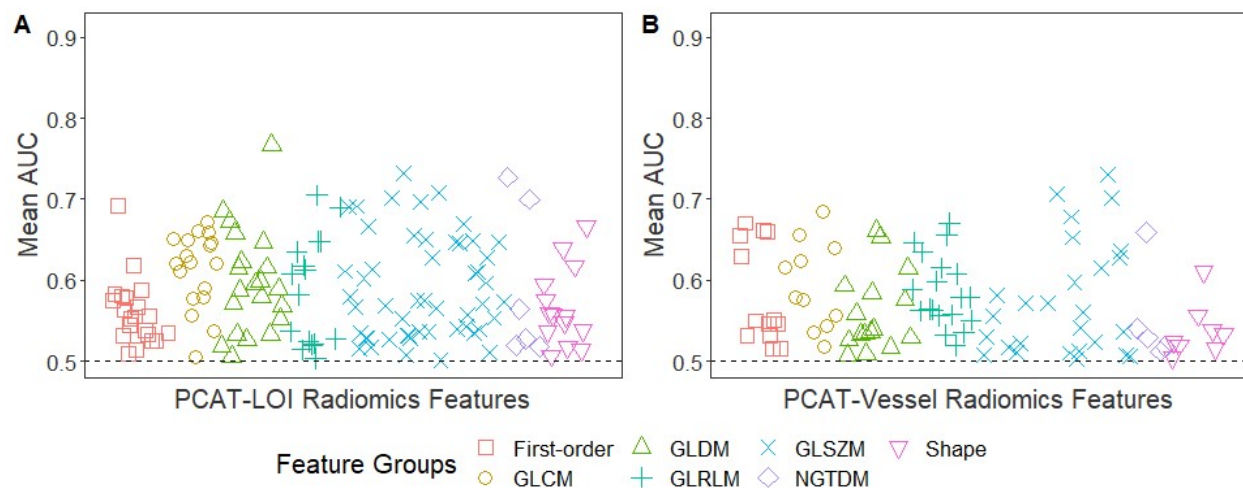 A
B
Mean AUC
0.9
0.8
0.7
0.6
0.5
PCAT-LOI Radiomics Features
Mean AUC
0.9
0.8
0.7
0.6
0.5
PCAT-Vessel Radiomics Features
Feature Groups
First-order
GLDM
GLSZM
Shape
GLCM
GLRLM
NGTDM